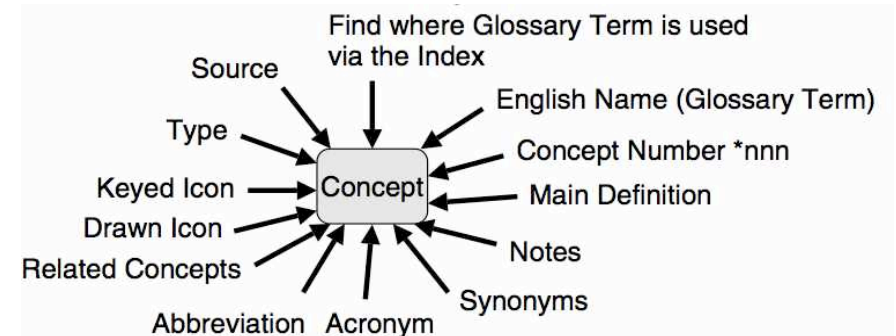 Find where Glossary Term is used
via the Index
Source
English Name (Glossary Term)
Type
Concept Number *nnn
Keyed Icon
Concept
Main Definition
Drawn Icon
Notes
Related Concepts
Synonyms
Abbreviation
Acronym